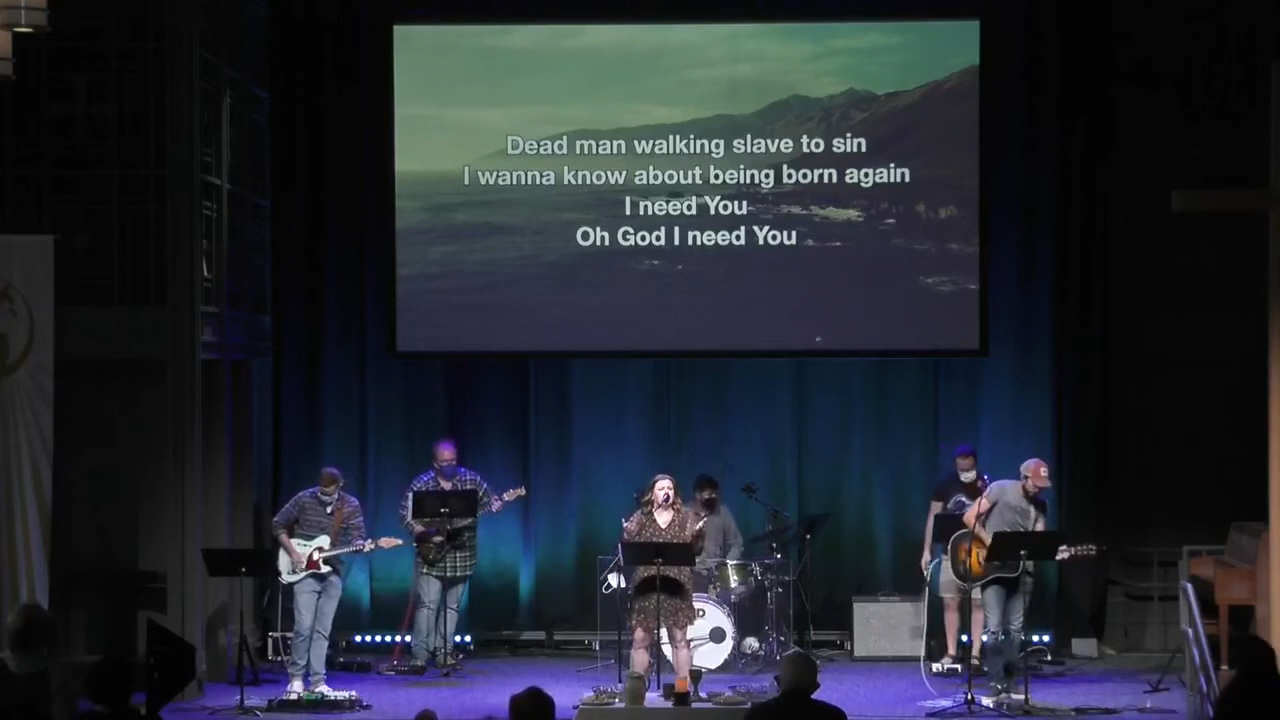 Dead man walking slave to sin
I wanna know about being born again
I need You
Oh God I need You